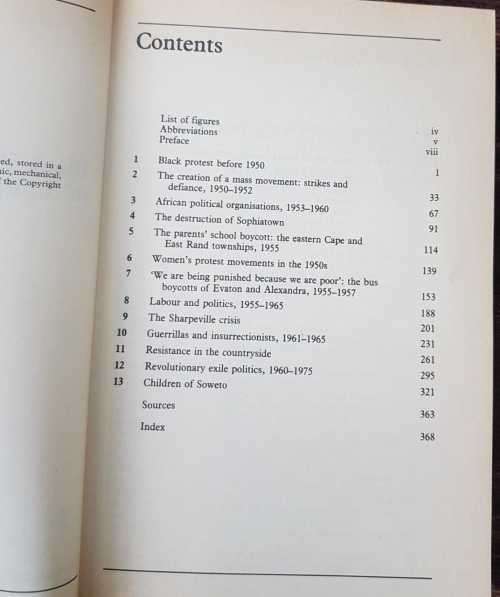 ed, stored in a
nic, mechanical,
f the Copyright
Contents
List of figures iv
Abbreviations v
Preface viii
1 Black protest before 1950 1
2 The creation of a mass movement: strikes and
defiance, 1950–1952 33
3 African political organisations, 1953–1960 67
4 The destruction of Sophiatown 91
5 The parents' school boycott: the eastern Cape and
East Rand townships, 1955 114
6 Women's protest movements in the 1950s 139
7 'We are being punished because we are poor': the bus
boycotts of Evaton and Alexandra, 1955–1957 153
8 Labour and politics, 1955–1965 188
9 The Sharpeville crisis 201
10 Guerrillas and insurrectionists, 1961–1965 231
11 Resistance in the countryside 261
12 Revolutionary exile politics, 1960–1975 295
13 Children of Soweto 321
Sources 363
Index 368